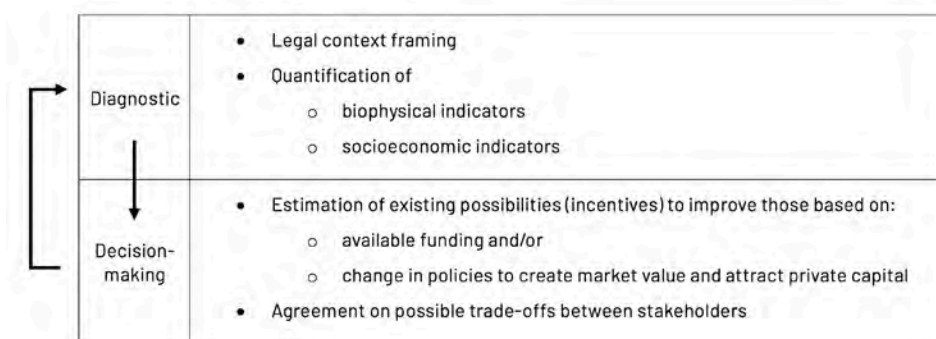 Diagnostic
• Legal context framing
• Quantification of
o biophysical indicators
o socioeconomic indicators
Decision-
making
• Estimation of existing possibilities (incentives) to improve those based on:
o available funding and/or
o change in policies to create market value and attract private capital
• Agreement on possible trade-offs between stakeholders